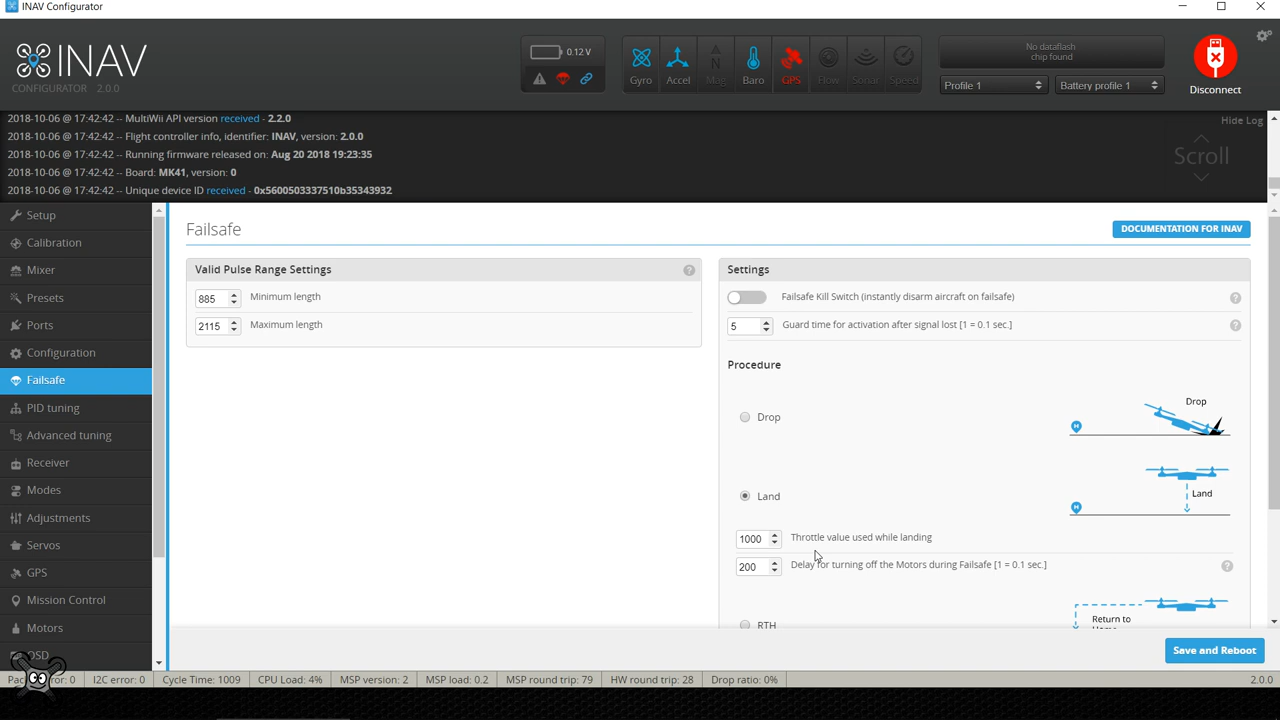 INAV Configurator
INAV
CONFIGURATOR 2.0.0
0.12 V
Gyro
Accel
Mag
Baro
GPS
Flow
Sonar
Speed
No dataflash
chip found
Profile 1
Battery profile 1
Disconnect
2018-10-06 @ 17:42:42 -- MultiWii API version received - 2.2.0
2018-10-06 @ 17:42:42 -- Flight controller info, identifier: INAV, version: 2.0.0
2018-10-06 @ 17:42:42 -- Running firmware released on: Aug 20 2018 19:23:35
2018-10-06 @ 17:42:42 -- Board: MK41, version: 0
2018-10-06 @ 17:42:42 -- Unique device ID received - 0x5600503337510b35343932
Hide Log
Scroll
Setup
Calibration
Mixer
Presets
Ports
Configuration
Failsafe
PID tuning
Advanced tuning
Receiver
Modes
Adjustments
Servos
GPS
Mission Control
Motors
OSD
Failsafe
DOCUMENTATION FOR INAV
Valid Pulse Range Settings
885 Minimum length
2115 Maximum length
Settings
Failsafe Kill Switch (instantly disarm aircraft on failsafe)
5 Guard time for activation after signal lost [1 = 0.1 sec.]
Procedure
Drop
Drop
Land
Land
1000 Throttle value used while landing
200 Delay for turning off the Motors during Failsafe [1 = 0.1 sec.]
RTH
Return to
Home
Save and Reboot
error: 0
I2C error: 0
Cycle Time: 1009
CPU Load: 4%
MSP version: 2
MSP load: 0.2
MSP round trip: 79
HW round trip: 28
Drop ratio: 0%
2.0.0